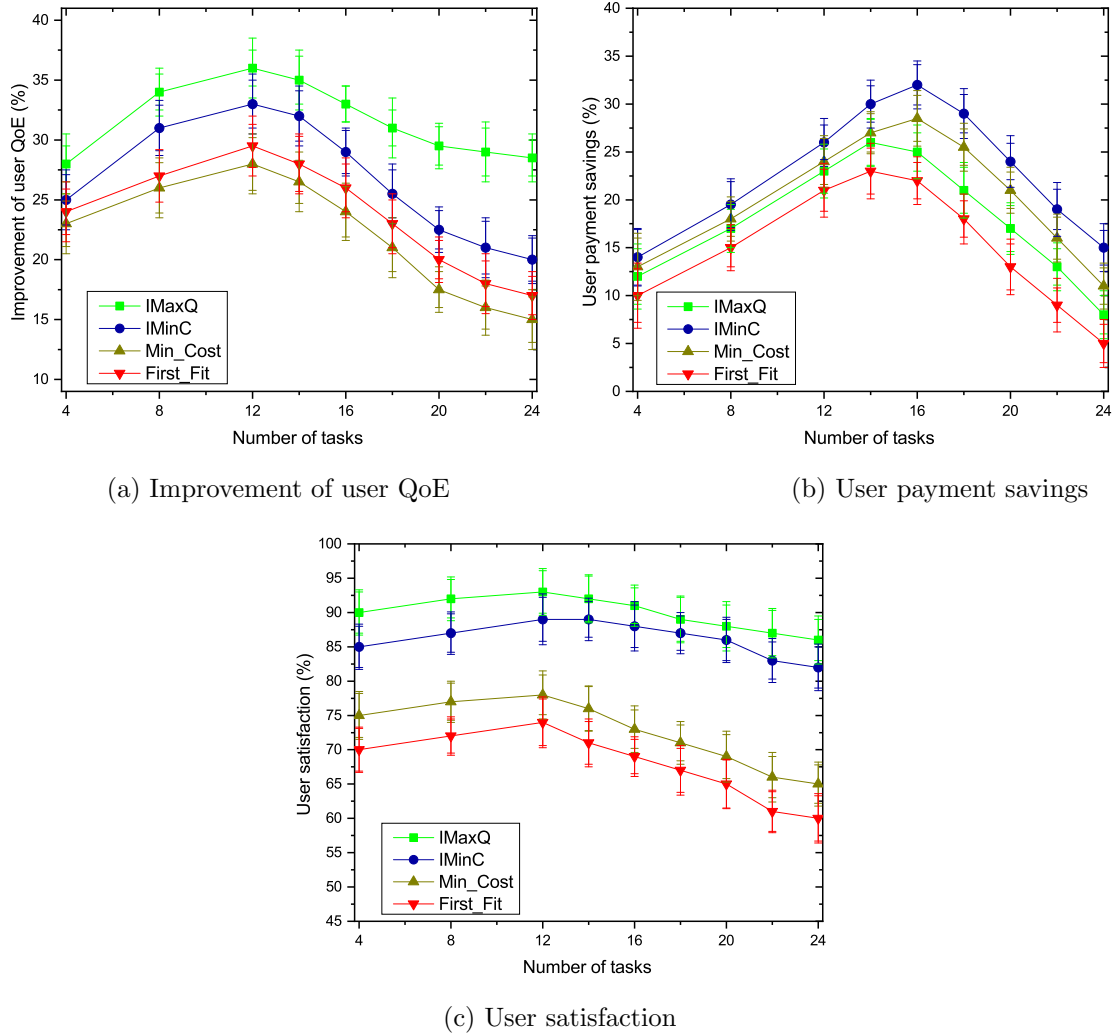 40
35
30
25
20
15
10
Improvement of user QoE (%)
IMaxQ
IMinC
Min_Cost
First_Fit
4 8 12 16 20 24
Number of tasks
(a) Improvement of user QoE
40
35
30
25
20
15
10
5
0
User payment savings (%)
IMaxQ
IMinC
Min_Cost
First_Fit
4 8 12 16 20 24
Number of tasks
(b) User payment savings
100
95
90
85
80
75
70
65
60
55
50
45
User satisfaction (%)
IMaxQ
IMinC
Min_Cost
First_Fit
4 8 12 16 20 24
Number of tasks
(c) User satisfaction